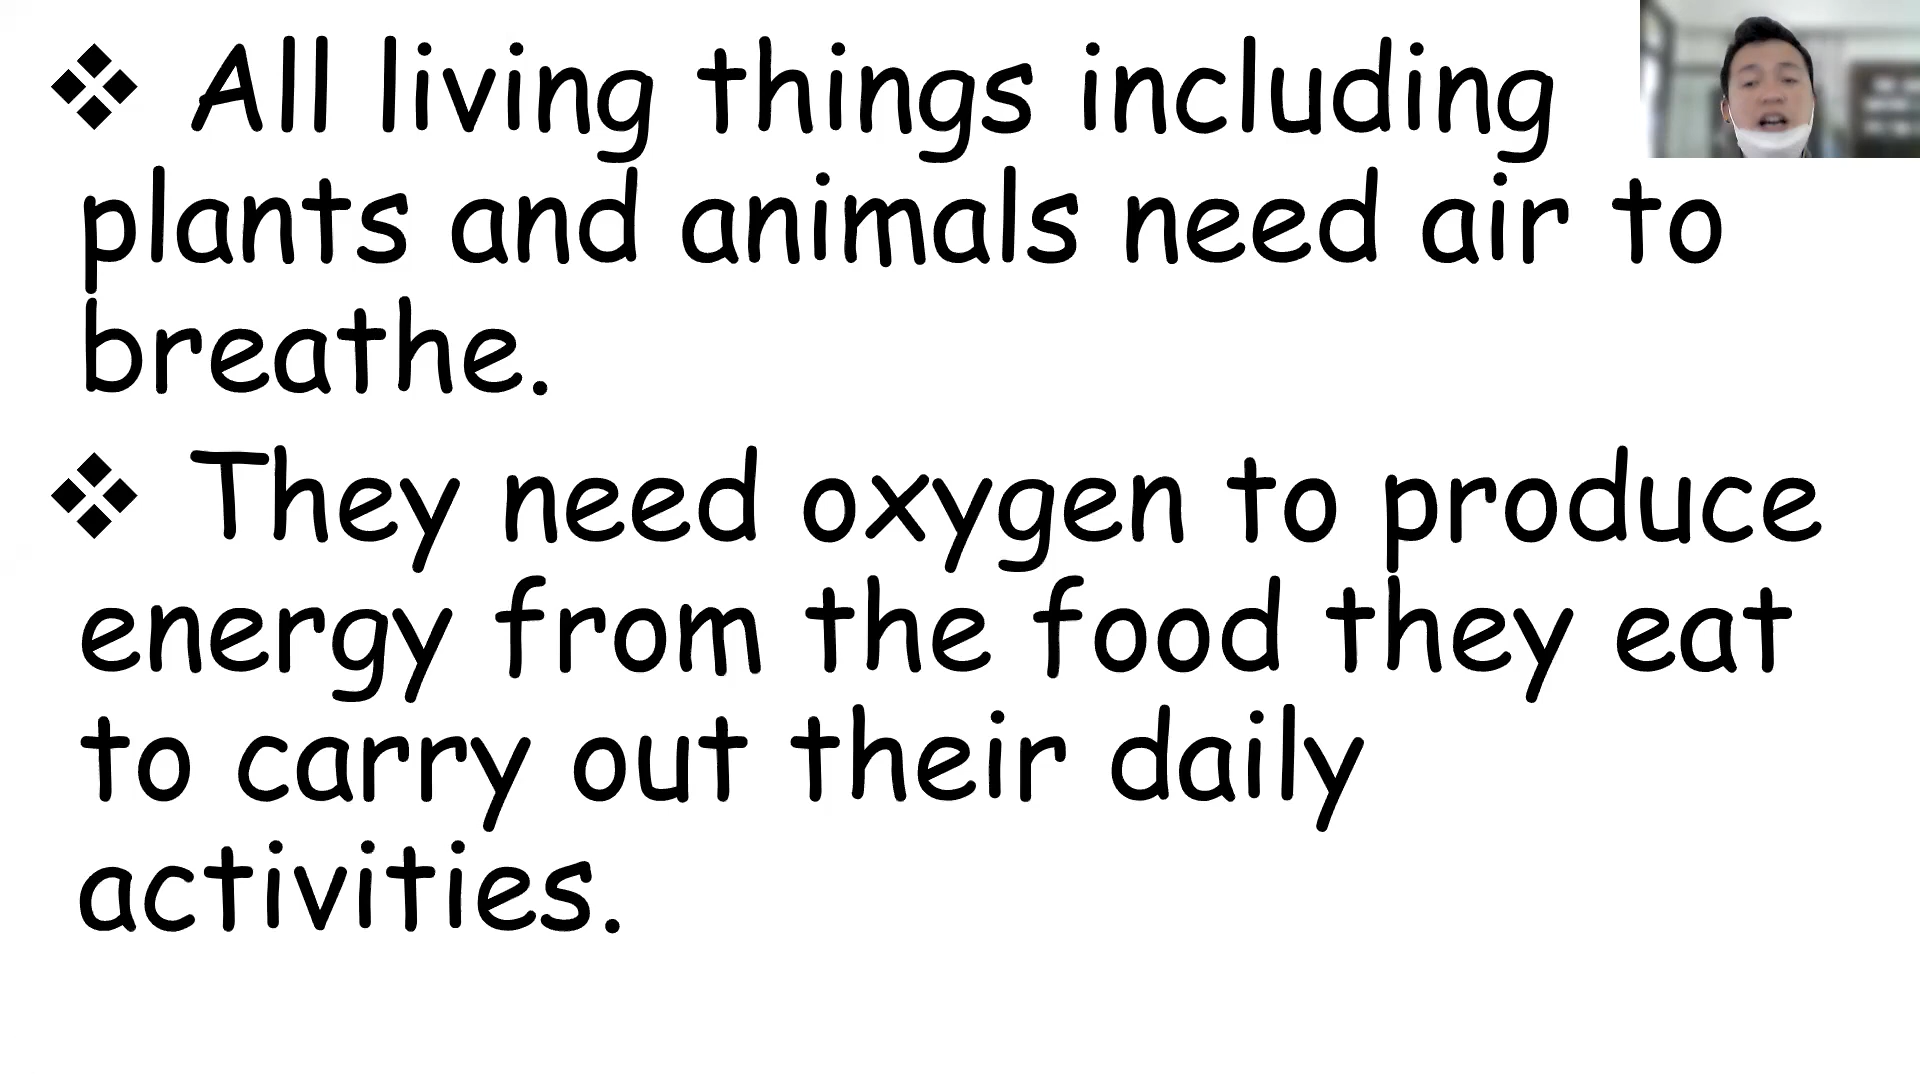 ❖ All living things including
plants and animals need air to
breathe.
❖ They need oxygen to produce
energy from the food they eat
to carry out their daily
activities.